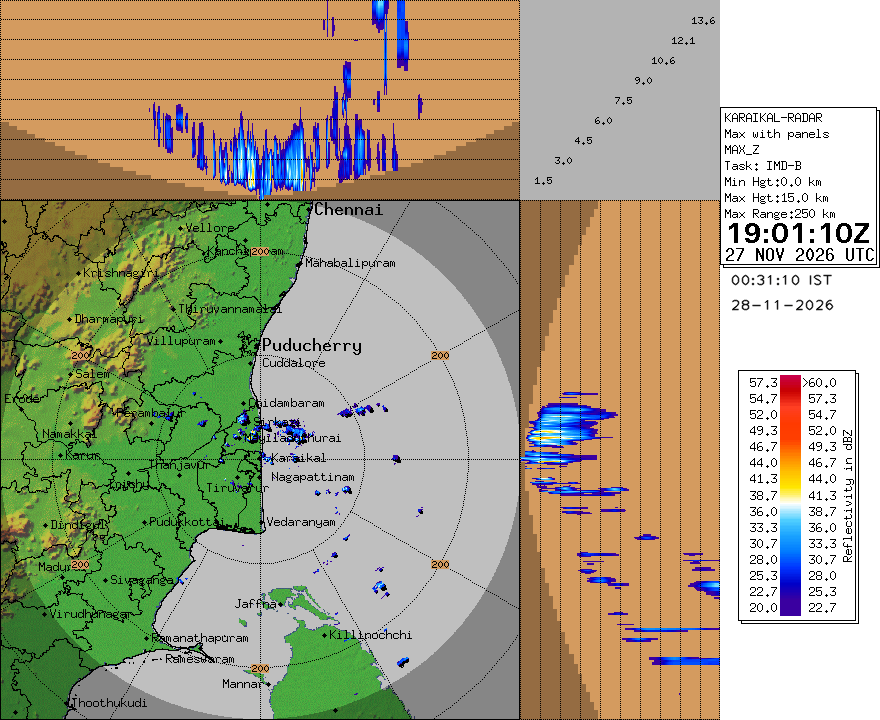 13.6
12.1
10.6
9.0
7.5
6.0
4.5
3.0
1.5
KARAIKAL-RADAR
Max with panels
MAX_Z
Task: IMD-B
Min Hgt:0.0 km
Max Hgt:15.0 km
Max Range:250 km
19:01:10Z
27 NOV 2026 UTC
00:31:10 IST
28-11-2026
57.3 >60.0
54.7 57.3
52.0 54.7
49.3 52.0
46.7 49.3
44.0 46.7
41.3 44.0
38.7 41.3
36.0 38.7
33.3 36.0
30.7 33.3
28.0 30.7
25.3 28.0
22.7 25.3
20.0 22.7
Reflectivity in dBZ
Chennai
Vellore
200
Mahabalipuram
Krishnagiri
Thiruvannamalai
Dharmapuri
Villupuram
Puducherry
200
200
Cuddalore
Salem
Erode
Chidambaram
Perambalur
Sirkazi
Namakkal
Mayiladuthurai
Karur
Karaikal
Thanjavur
Nagapattinam
Tiruvarur
Dindigul
Pudukkottai
Vedaranyam
200
200
Madurai
Sivaganga
Jaffna
Virudhunagar
Ramanathapuram
Killinochchi
Rameswaram
200
Mannar
Thoothukudi